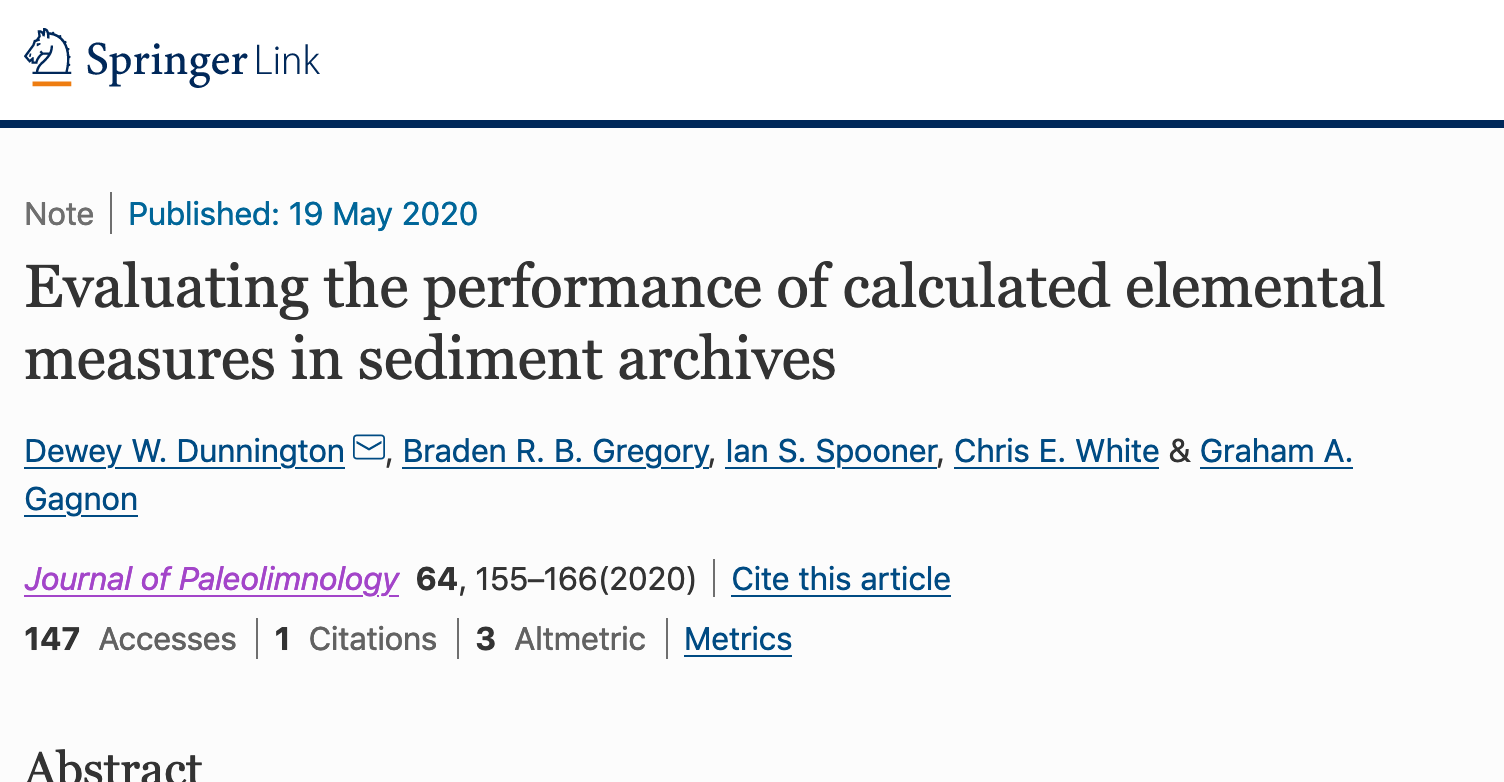 Springer Link
Note | Published: 19 May 2020
Evaluating the performance of calculated elemental
measures in sediment archives
Dewey W. Dunnington, Braden R. B. Gregory, Ian S. Spooner, Chris E. White & Graham A.
Gagnon
Journal of Paleolimnology 64, 155–166(2020) | Cite this article
147 Accesses | 1 Citations | 3 Altmetric | Metrics
Abstract